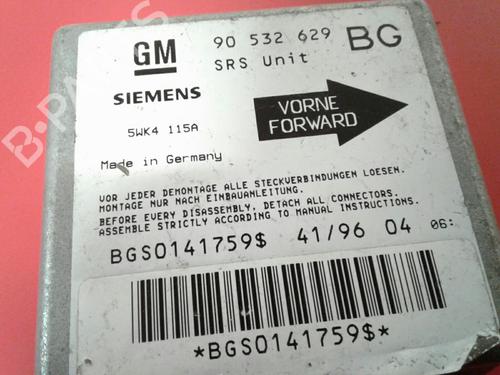 GM
90 532 629 BG
SRS Unit
SIEMENS
5WK4 115A
VORNE
FORWARD
Made in Germany
VOR JEDER DEMONTAGE ALLE STECKVERBINDUNGEN LOESEN.
MONTAGE NUR NACH EINBAUANLEITUNG.
BEFORE EVERY DISASSEMBLY, DETACH ALL CONNECTORS.
ASSEMBLE STRICTLY ACCORDING TO MANUAL INSTRUCTIONS.
BGS0141759$ 41/96 04 06:
*BGS0141759$*
B-PARTS